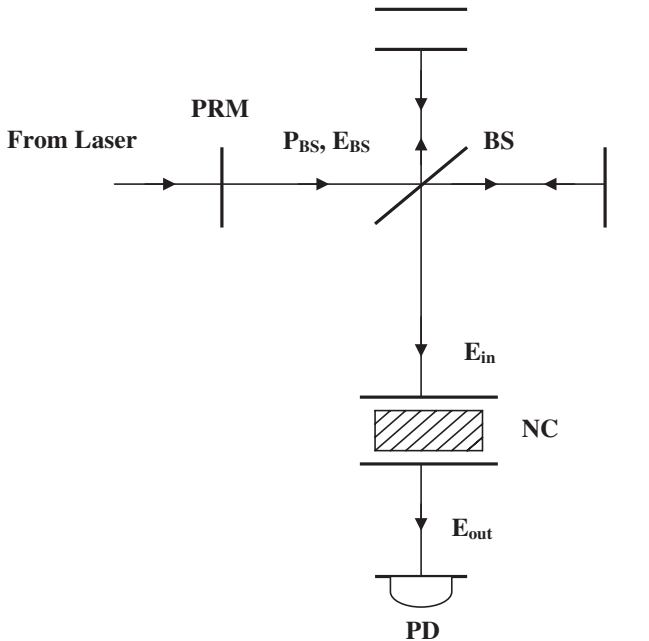 PRM
From Laser
P_BS, E_BS
BS
E_in
NC
E_out
PD